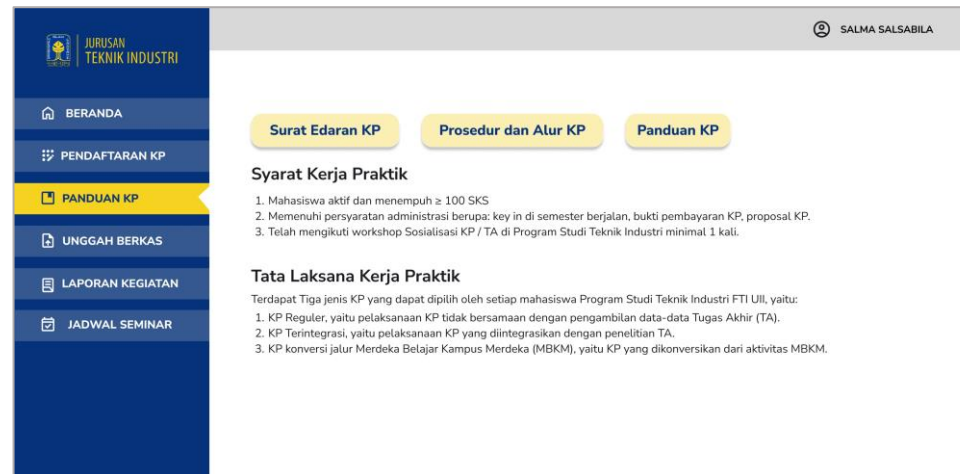 JURUSAN
TEKNIK INDUSTRI
SALMA SALSABILA
BERANDA
PENDAFTARAN KP
PANDUAN KP
UNGGAH BERKAS
LAPORAN KEGIATAN
JADWAL SEMINAR
Surat Edaran KP
Prosedur dan Alur KP
Panduan KP
Syarat Kerja Praktik
1. Mahasiswa aktif dan menempuh ≥ 100 SKS
2. Memenuhi persyaratan administrasi berupa: key in di semester berjalan, bukti pembayaran KP, proposal KP.
3. Telah mengikuti workshop Sosialisasi KP / TA di Program Studi Teknik Industri minimal 1 kali.
Tata Laksana Kerja Praktik
Terdapat Tiga jenis KP yang dapat dipilih oleh setiap mahasiswa Program Studi Teknik Industri FTI UII, yaitu:
1. KP Reguler, yaitu pelaksanaan KP tidak bersamaan dengan pengambilan data-data Tugas Akhir (TA).
2. KP Terintegrasi, yaitu pelaksanaan KP yang diintegrasikan dengan penelitian TA.
3. KP konversi jalur Merdeka Belajar Kampus Merdeka (MBKM), yaitu KP yang dikonversikan dari aktivitas MBKM.